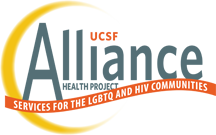 UCSF
Alliance
HEALTH PROJECT
SERVICES FOR THE LGBTQ AND HIV COMMUNITIES